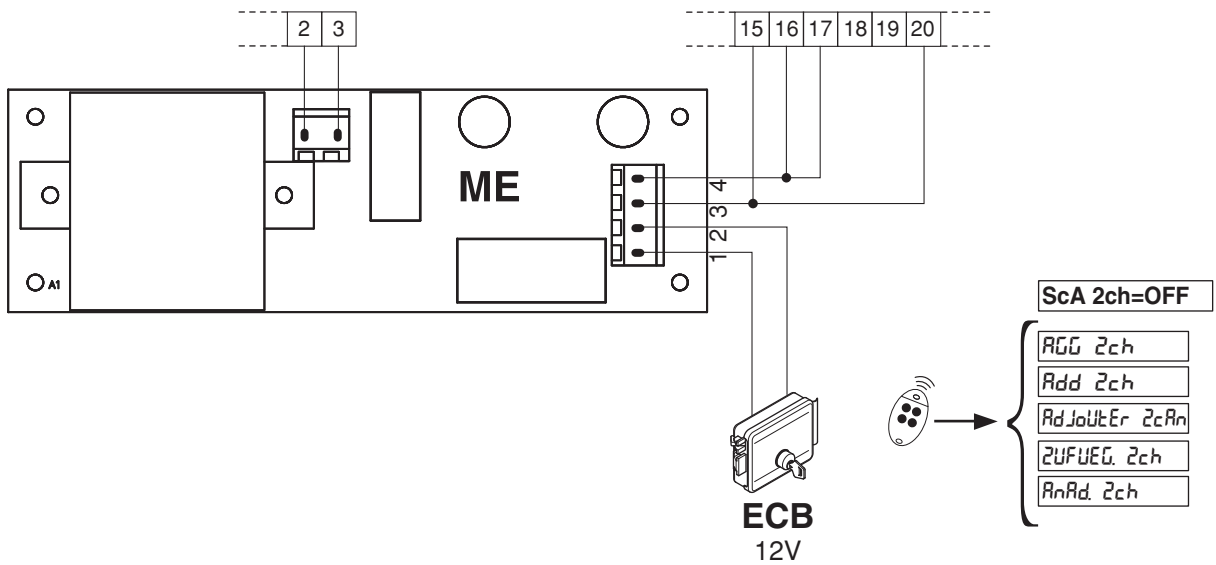 2 3
15 16 17 18 19 20
ME
4
3
2
1
A1
ScA 2ch=OFF
AGG 2ch
Add 2ch
AdJoUtEr 2cAn
2UFUEG. 2ch
AnAd. 2ch
ECB
12V